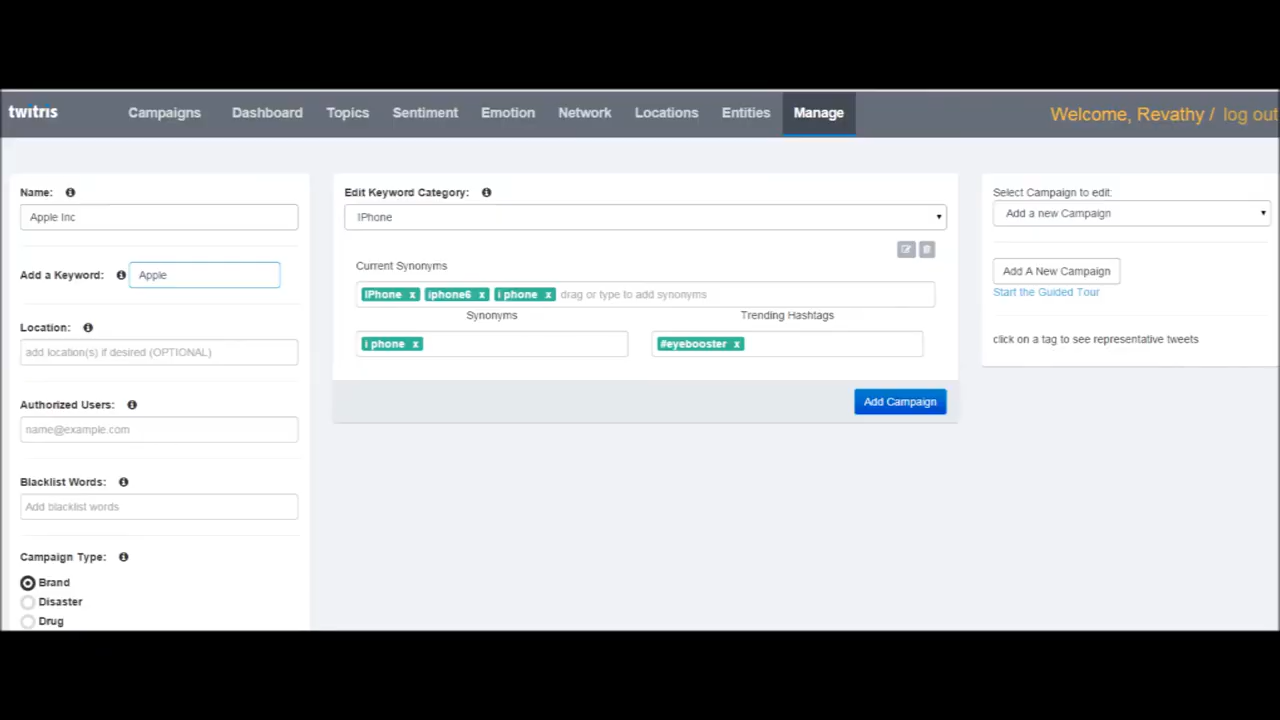 twitris
Campaigns Dashboard Topics Sentiment Emotion Network Locations Entities Manage
Welcome, Revathy / log out
Name:
Apple Inc
Add a Keyword:
Apple
Location:
add location(s) if desired (OPTIONAL)
Authorized Users:
name@example.com
Blacklist Words:
Add blacklist words
Campaign Type:
Brand
Disaster
Drug
Edit Keyword Category:
IPhone
Current Synonyms
IPhone x iphone6 x i phone x drag or type to add synonyms
Synonyms Trending Hashtags
i phone x #eyebooster x
Add Campaign
Select Campaign to edit:
Add a new Campaign
Add A New Campaign
Start the Guided Tour
click on a tag to see representative tweets